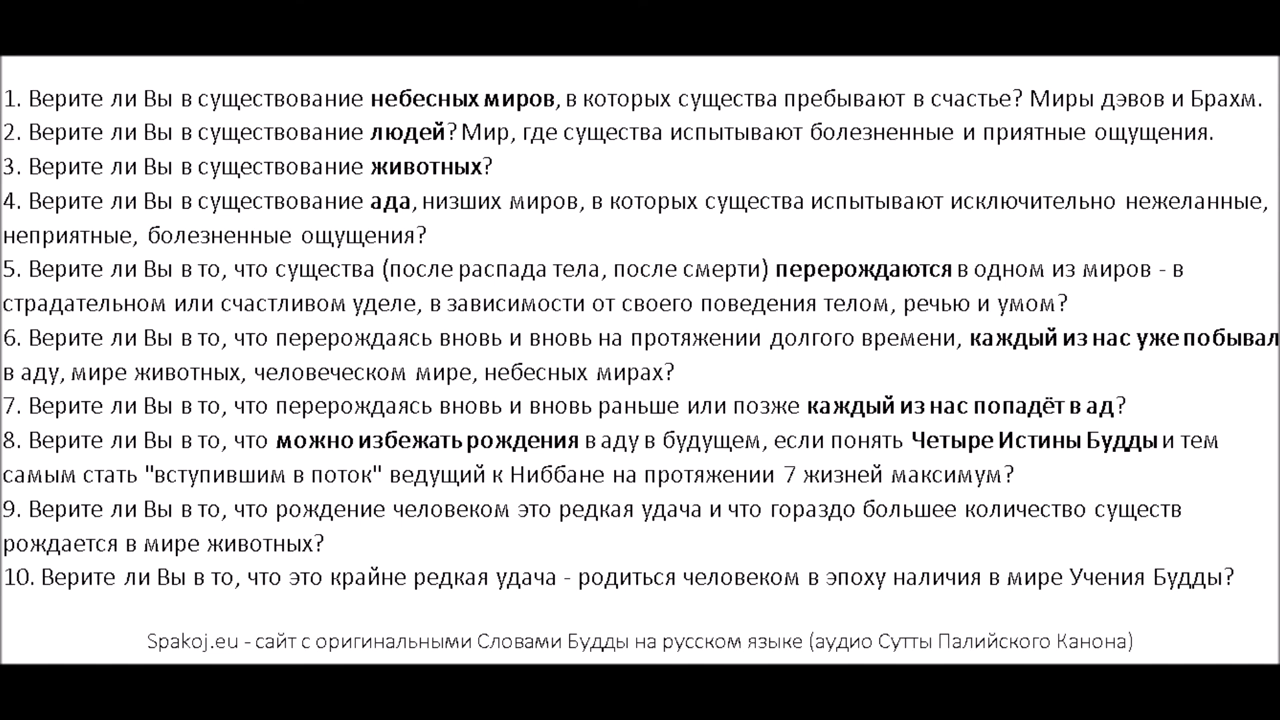 1. Верите ли Вы в существование небесных миров, в которых существа пребывают в счастье? Миры дэвов и Брахм.
2. Верите ли Вы в существование людей? Мир, где существа испытывают болезненные и приятные ощущения.
3. Верите ли Вы в существование животных?
4. Верите ли Вы в существование ада, низших миров, в которых существа испытывают исключительно нежеланные,
неприятные, болезненные ощущения?
5. Верите ли Вы в то, что существа (после распада тела, после смерти) перерождаются в одном из миров - в
страдательном или счастливом уделе, в зависимости от своего поведения телом, речью и умом?
6. Верите ли Вы в то, что перерождаясь вновь и вновь на протяжении долгого времени, каждый из нас уже побывал
в аду, мире животных, человеческом мире, небесных мирах?
7. Верите ли Вы в то, что перерождаясь вновь и вновь раньше или позже каждый из нас попадёт в ад?
8. Верите ли Вы в то, что можно избежать рождения в аду в будущем, если понять Четыре Истины Будды и тем
самым стать "вступившим в поток" ведущий к Ниббане на протяжении 7 жизней максимум?
9. Верите ли Вы в то, что рождение человеком это редкая удача и что гораздо большее количество существ
рождается в мире животных?
10. Верите ли Вы в то, что это крайне редкая удача - родиться человеком в эпоху наличия в мире Учения Будды?
Spakoj.eu - сайт с оригинальными Словами Будды на русском языке (аудио Сутты Палийского Канона)